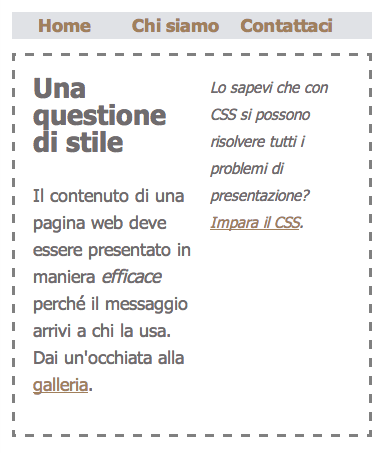 Home Chi siamo Contattaci
Una
questione
di stile
Il contenuto di una
pagina web deve
essere presentato in
maniera efficace
perché il messaggio
arrivi a chi la usa.
Dai un'occhiata alla
galleria.
Lo sapevi che con
CSS si possono
risolvere tutti i
problemi di
presentazione?
Impara il CSS.